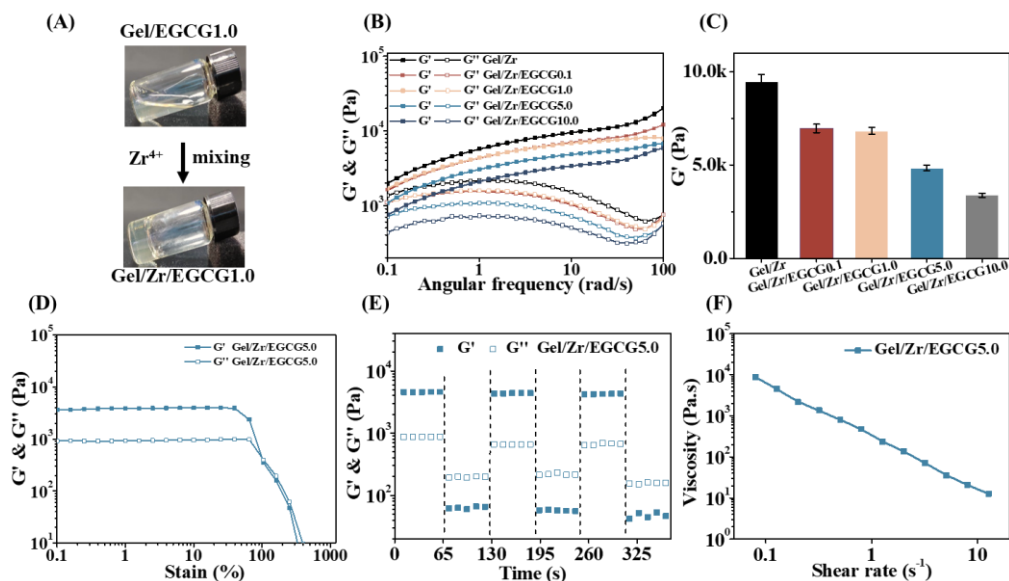 (A)
Gel/EGCG1.0
Zr⁴⁺ mixing
Gel/Zr/EGCG1.0
(B)
G' G'' Gel/Zr
G' G'' Gel/Zr/EGCG0.1
G' G'' Gel/Zr/EGCG1.0
G' G'' Gel/Zr/EGCG5.0
G' G'' Gel/Zr/EGCG10.0
G' & G'' (Pa)
10⁵
10⁴
10³
0.1 1 10 100
Angular frequency (rad/s)
(C)
G' (Pa)
10.0k
5.0k
0
Gel/Zr
Gel/Zr/EGCG0.1
Gel/Zr/EGCG1.0
Gel/Zr/EGCG5.0
Gel/Zr/EGCG10.0
(D)
G' Gel/Zr/EGCG5.0
G'' Gel/Zr/EGCG5.0
G' & G'' (Pa)
10⁵
10⁴
10³
10²
10¹
0.1 1 10 100 1000
Stain (%)
(E)
G' G'' Gel/Zr/EGCG5.0
G' & G'' (Pa)
10⁴
10³
10²
0 65 130 195 260 325
Time (s)
(F)
Gel/Zr/EGCG5.0
Viscosity (Pa.s)
10⁵
10⁴
10³
10²
10¹
10⁰
0.1 1 10
Shear rate (s⁻¹)